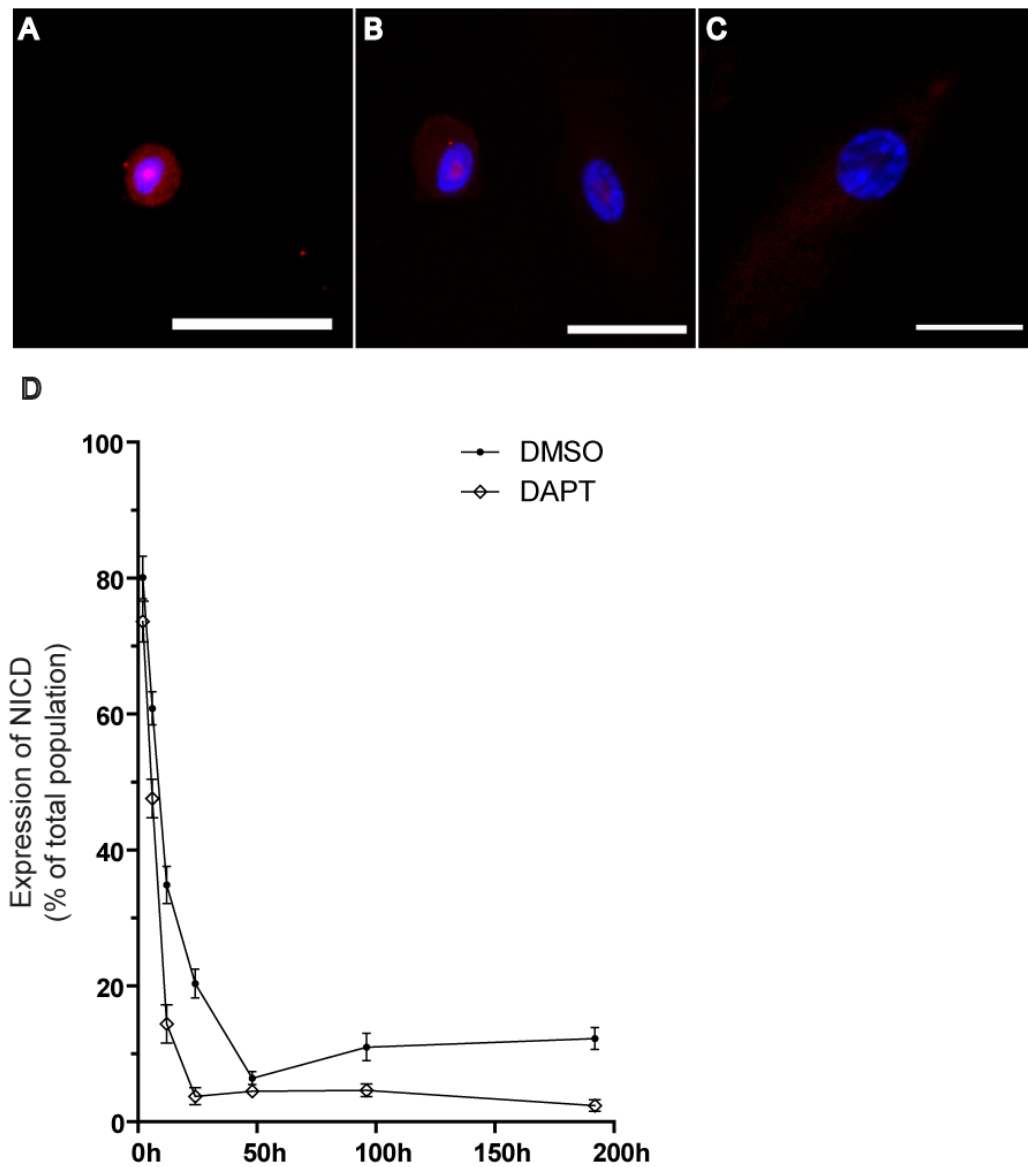 A
B
C
D
100
80
60
40
20
0
Expression of NICD
(% of total population)
DMSO
DAPT
0h
50h
100h
150h
200h